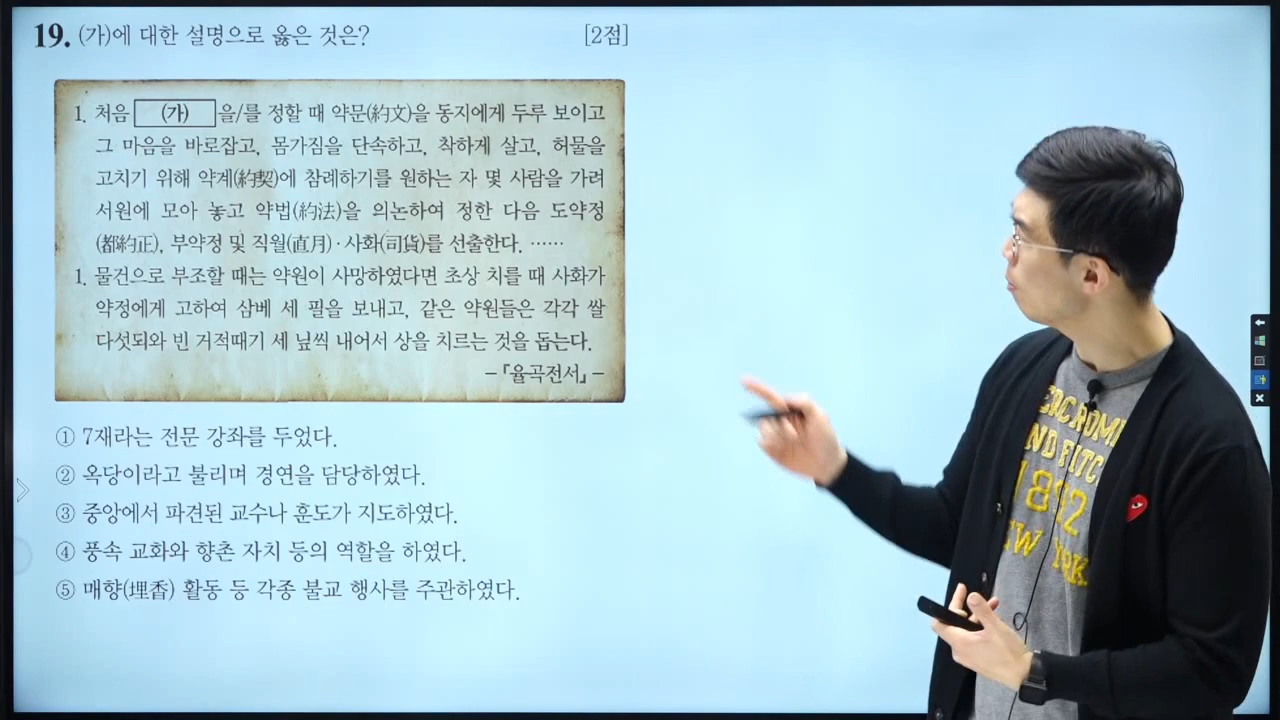 19. (가)에 대한 설명으로 옳은 것은? [2점]
1. 처음 (가) 을/를 정할 때 약문(約文)을 동지에게 두루 보이고
그 마음을 바로잡고, 몸가짐을 단속하고, 착하게 살고, 허물을
고치기 위해 약계(約契)에 참례하기를 원하는 자 몇 사람을 가려
서원에 모아 놓고 약법(約法)을 의논하여 정한 다음 도약정
(都約正), 부약정 및 직월(直月)·사화(司貨)를 선출한다. ……
1. 물건으로 부조할 때는 약원이 사망하였다면 초상 치를 때 사화가
약정에게 고하여 삼베 세 필을 보내고, 같은 약원들은 각각 쌀
다섯되와 빈 거적때기 세 닢씩 내어서 상을 치르는 것을 돕는다.
－『율곡전서』－
① 7재라는 전문 강좌를 두었다.
② 옥당이라고 불리며 경연을 담당하였다.
③ 중앙에서 파견된 교수나 훈도가 지도하였다.
④ 풍속 교화와 향촌 자치 등의 역할을 하였다.
⑤ 매향(埋香) 활동 등 각종 불교 행사를 주관하였다.
1892
NEW YORK